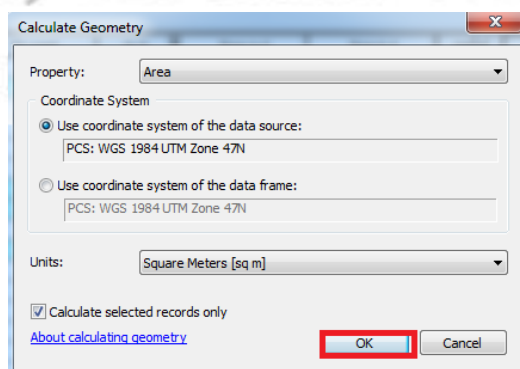 Calculate Geometry
Property: Area
Coordinate System
Use coordinate system of the data source:
PCS: WGS 1984 UTM Zone 47N
Use coordinate system of the data frame:
PCS: WGS 1984 UTM Zone 47N
Units: Square Meters [sq m]
Calculate selected records only
About calculating geometry OK Cancel